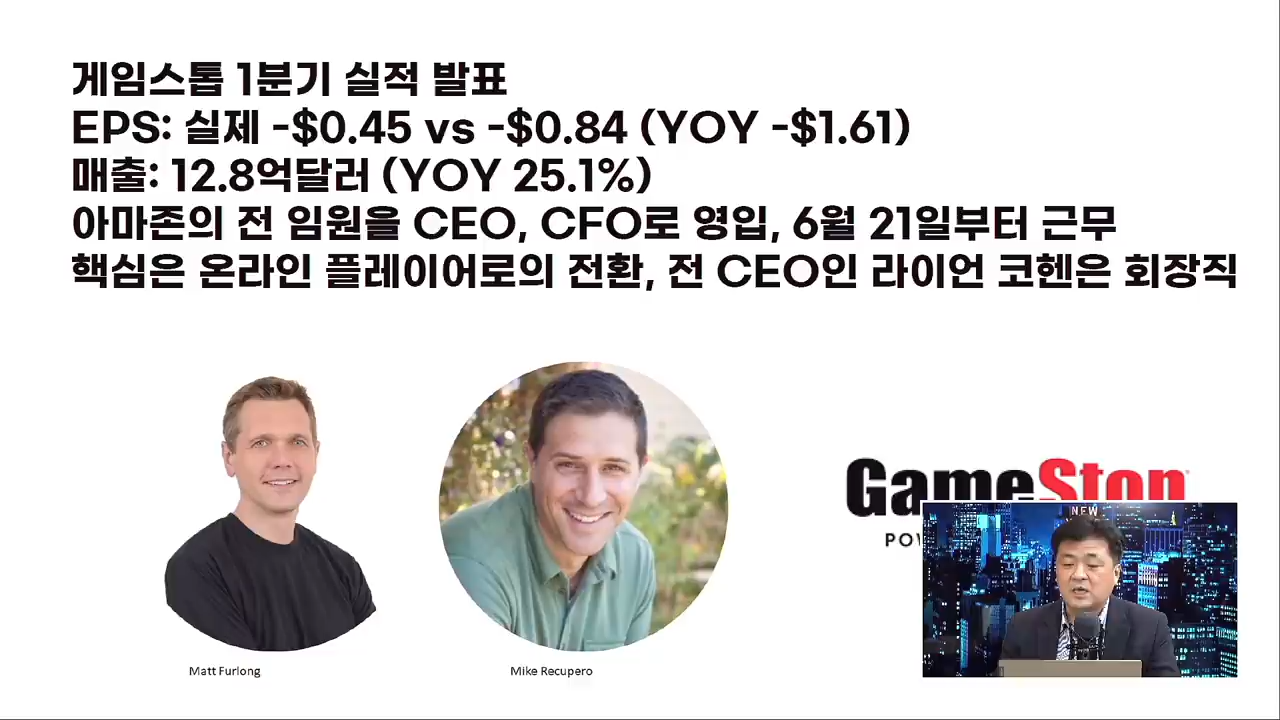 게임스톱 1분기 실적 발표
EPS: 실제 -$0.45 vs -$0.84 (YOY -$1.61)
매출: 12.8억달러 (YOY 25.1%)
아마존의 전 임원을 CEO, CFO로 영입, 6월 21일부터 근무
핵심은 온라인 플레이어로의 전환, 전 CEO인 라이언 코헨은 회장직
GameStop
POW
NEW
Matt Furlong
Mike Recupero